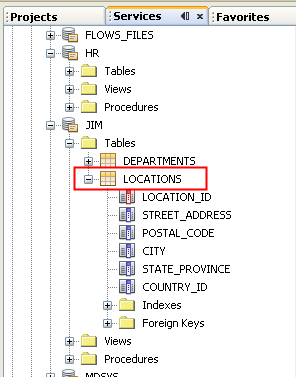 Projects Services Favorites
FLOWS_FILES
HR
Tables
Views
Procedures
JIM
Tables
DEPARTMENTS
LOCATIONS
LOCATION_ID
STREET_ADDRESS
POSTAL_CODE
CITY
STATE_PROVINCE
COUNTRY_ID
Indexes
Foreign Keys
Views
Procedures
MDSYS